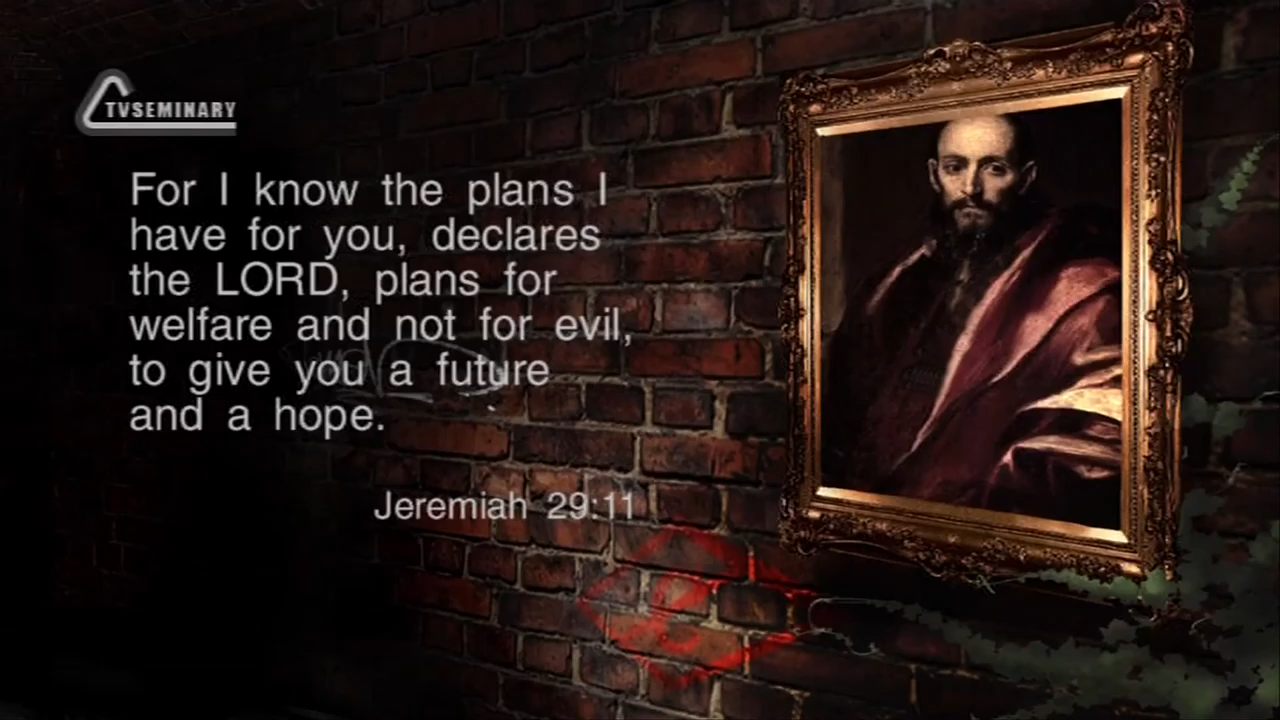 TVSEMINARY
For I know the plans I
have for you, declares
the LORD, plans for
welfare and not for evil,
to give you a future
and a hope.
Jeremiah 29:11